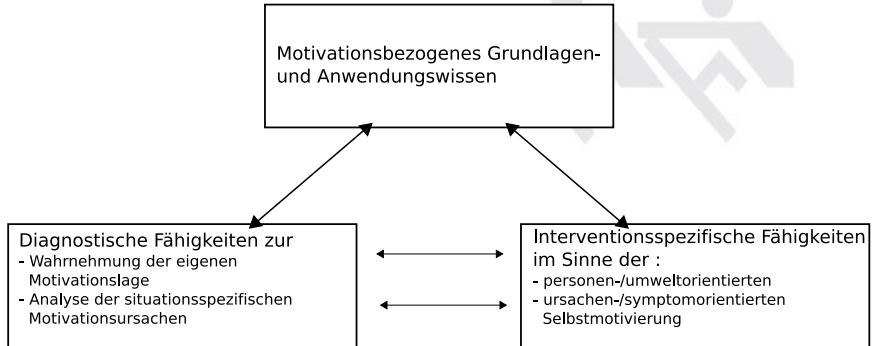 Motivationsbezogenes Grundlagen-
und Anwendungswissen
Diagnostische Fähigkeiten zur
- Wahrnehmung der eigenen
Motivationslage
- Analyse der situationsspezifischen
Motivationsursachen
Interventionsspezifische Fähigkeiten
im Sinne der :
- personen-/umweltorientierten
- ursachen-/symptomorientierten
Selbstmotivierung